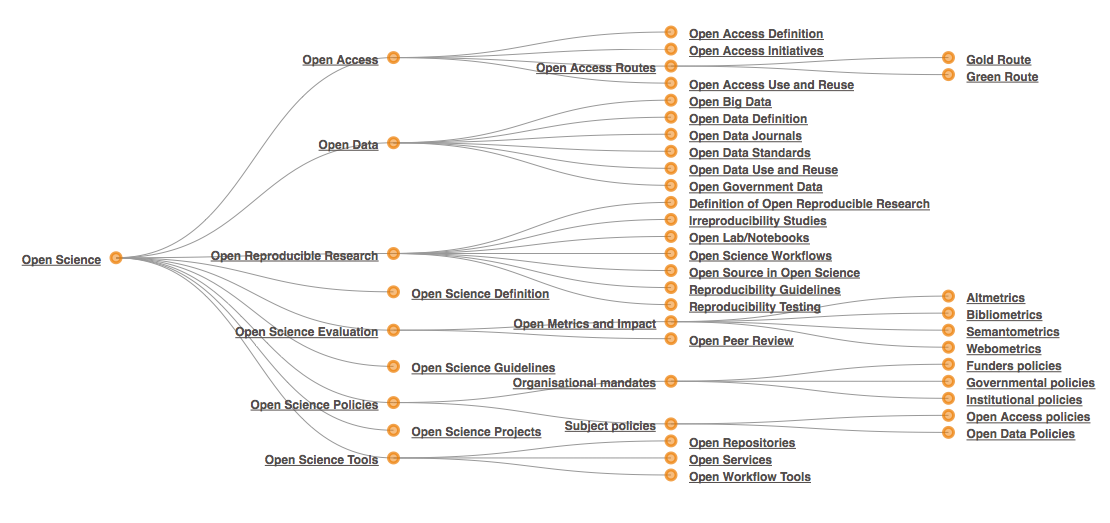 Open Science
Open Access
Open Access Definition
Open Access Initiatives
Open Access Routes
Gold Route
Green Route
Open Access Use and Reuse
Open Data
Open Big Data
Open Data Definition
Open Data Journals
Open Data Standards
Open Data Use and Reuse
Open Government Data
Open Reproducible Research
Definition of Open Reproducible Research
Irreproducibility Studies
Open Lab/Notebooks
Open Science Workflows
Open Source in Open Science
Reproducibility Guidelines
Reproducibility Testing
Open Science Definition
Open Science Evaluation
Open Metrics and Impact
Altmetrics
Bibliometrics
Semantometrics
Webometrics
Open Peer Review
Open Science Guidelines
Open Science Policies
Organisational mandates
Funders policies
Governmental policies
Institutional policies
Subject policies
Open Access policies
Open Data Policies
Open Science Projects
Open Science Tools
Open Repositories
Open Services
Open Workflow Tools